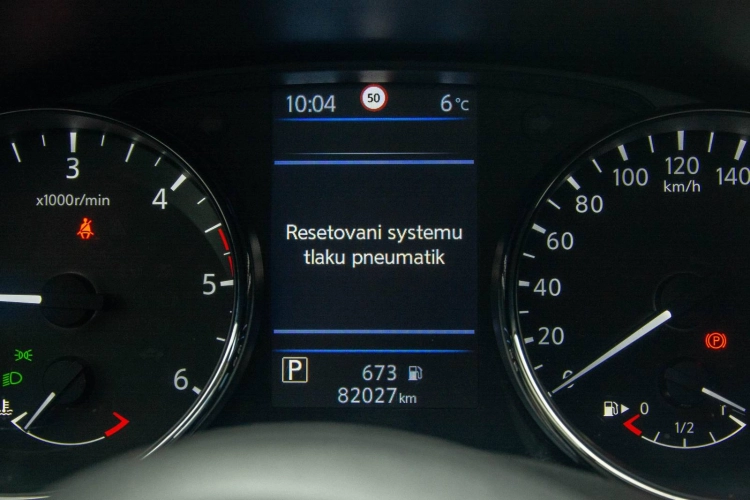 10:04 50 6°C
3
4
x1000r/min
5
6
Resetovani systemu
tlaku pneumatik
P 673
82027km
100 120 140
km/h
80
60
40
20
(P)
0 1/2